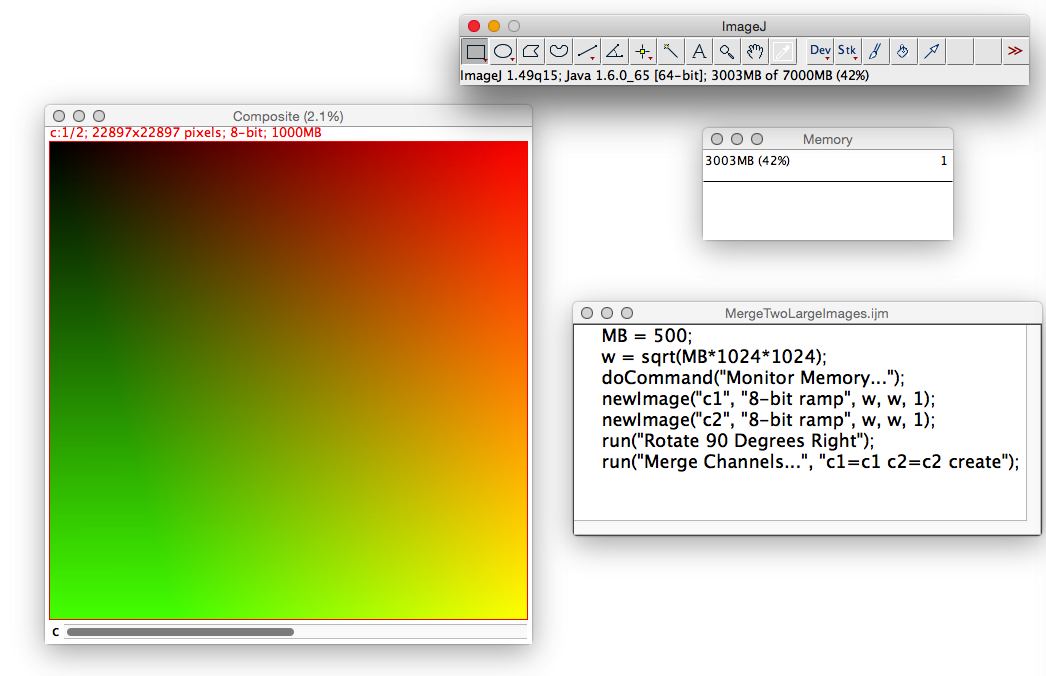 ImageJ
Dev Stk
ImageJ 1.49q15; Java 1.6.0_65 [64-bit]; 3003MB of 7000MB (42%)
Composite (2.1%)
c:1/2; 22897x22897 pixels; 8-bit; 1000MB
c
Memory
3003MB (42%) 1
MergeTwoLargeImages.ijm
MB = 500;
w = sqrt(MB*1024*1024);
doCommand("Monitor Memory...");
newImage("c1", "8-bit ramp", w, w, 1);
newImage("c2", "8-bit ramp", w, w, 1);
run("Rotate 90 Degrees Right");
run("Merge Channels...", "c1=c1 c2=c2 create");